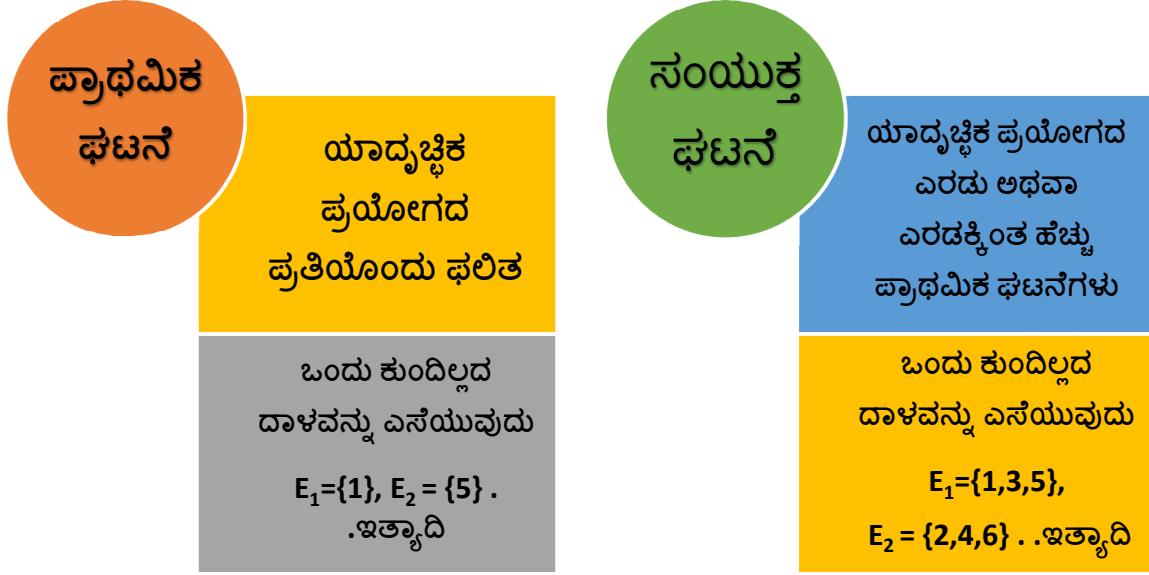 ಪ್ರಾಥಮಿಕ
ಘಟನೆ
ಯಾದೃಚ್ಛಿಕ
ಪ್ರಯೋಗದ
ಪ್ರತಿಯೊಂದು ಫಲಿತ
ಒಂದು ಕುಂದಿಲ್ಲದ
ದಾಳವನ್ನು ಎಸೆಯುವುದು
E₁={1}, E₂ = {5} .
.ಇತ್ಯಾದಿ
ಸಂಯುಕ್ತ
ಘಟನೆ
ಯಾದೃಚ್ಛಿಕ ಪ್ರಯೋಗದ
ಎರಡು ಅಥವಾ
ಎರಡಕ್ಕಿಂತ ಹೆಚ್ಚು
ಪ್ರಾಥಮಿಕ ಘಟನೆಗಳು
ಒಂದು ಕುಂದಿಲ್ಲದ
ದಾಳವನ್ನು ಎಸೆಯುವುದು
E₁={1,3,5},
E₂ = {2,4,6} . .ಇತ್ಯಾದಿ